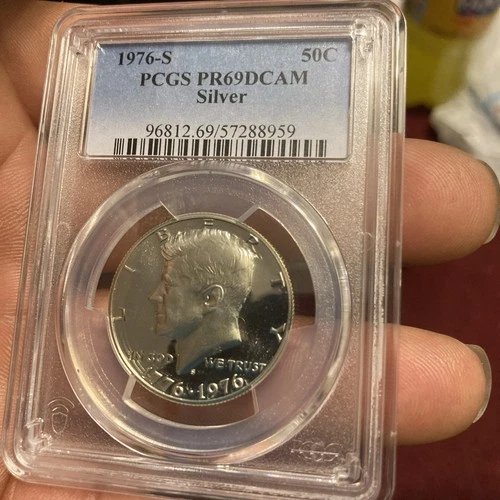 1976-S 50C
PCGS PR69DCAM
Silver
96812.69/57288959
LIBERTY
IN GOD WE TRUST
1776·1976